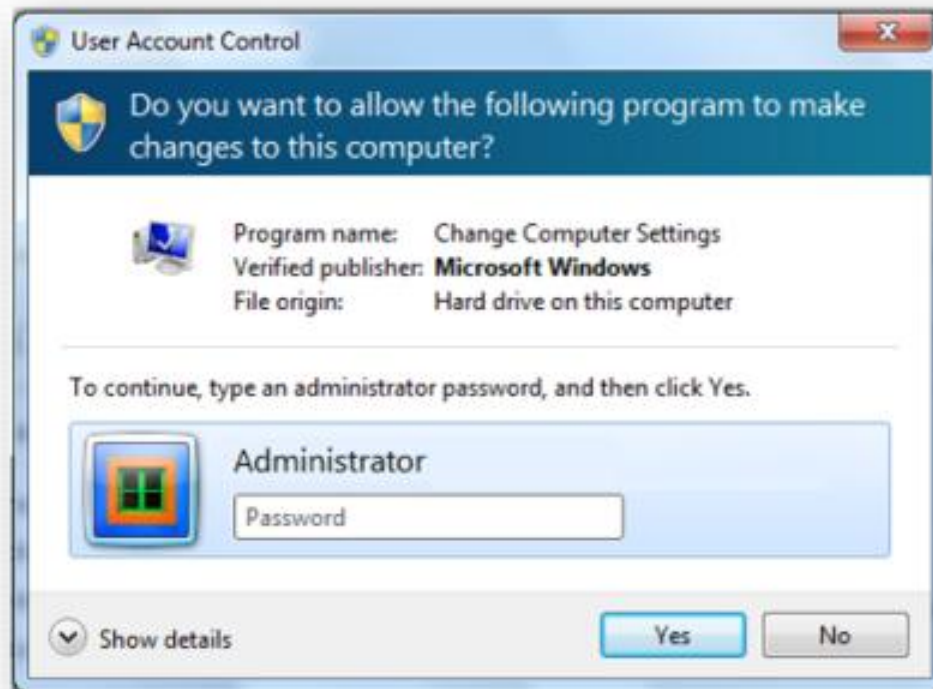 User Account Control
Do you want to allow the following program to make
changes to this computer?
Program name: Change Computer Settings
Verified publisher: Microsoft Windows
File origin: Hard drive on this computer
To continue, type an administrator password, and then click Yes.
Administrator
Password
Show details
Yes
No